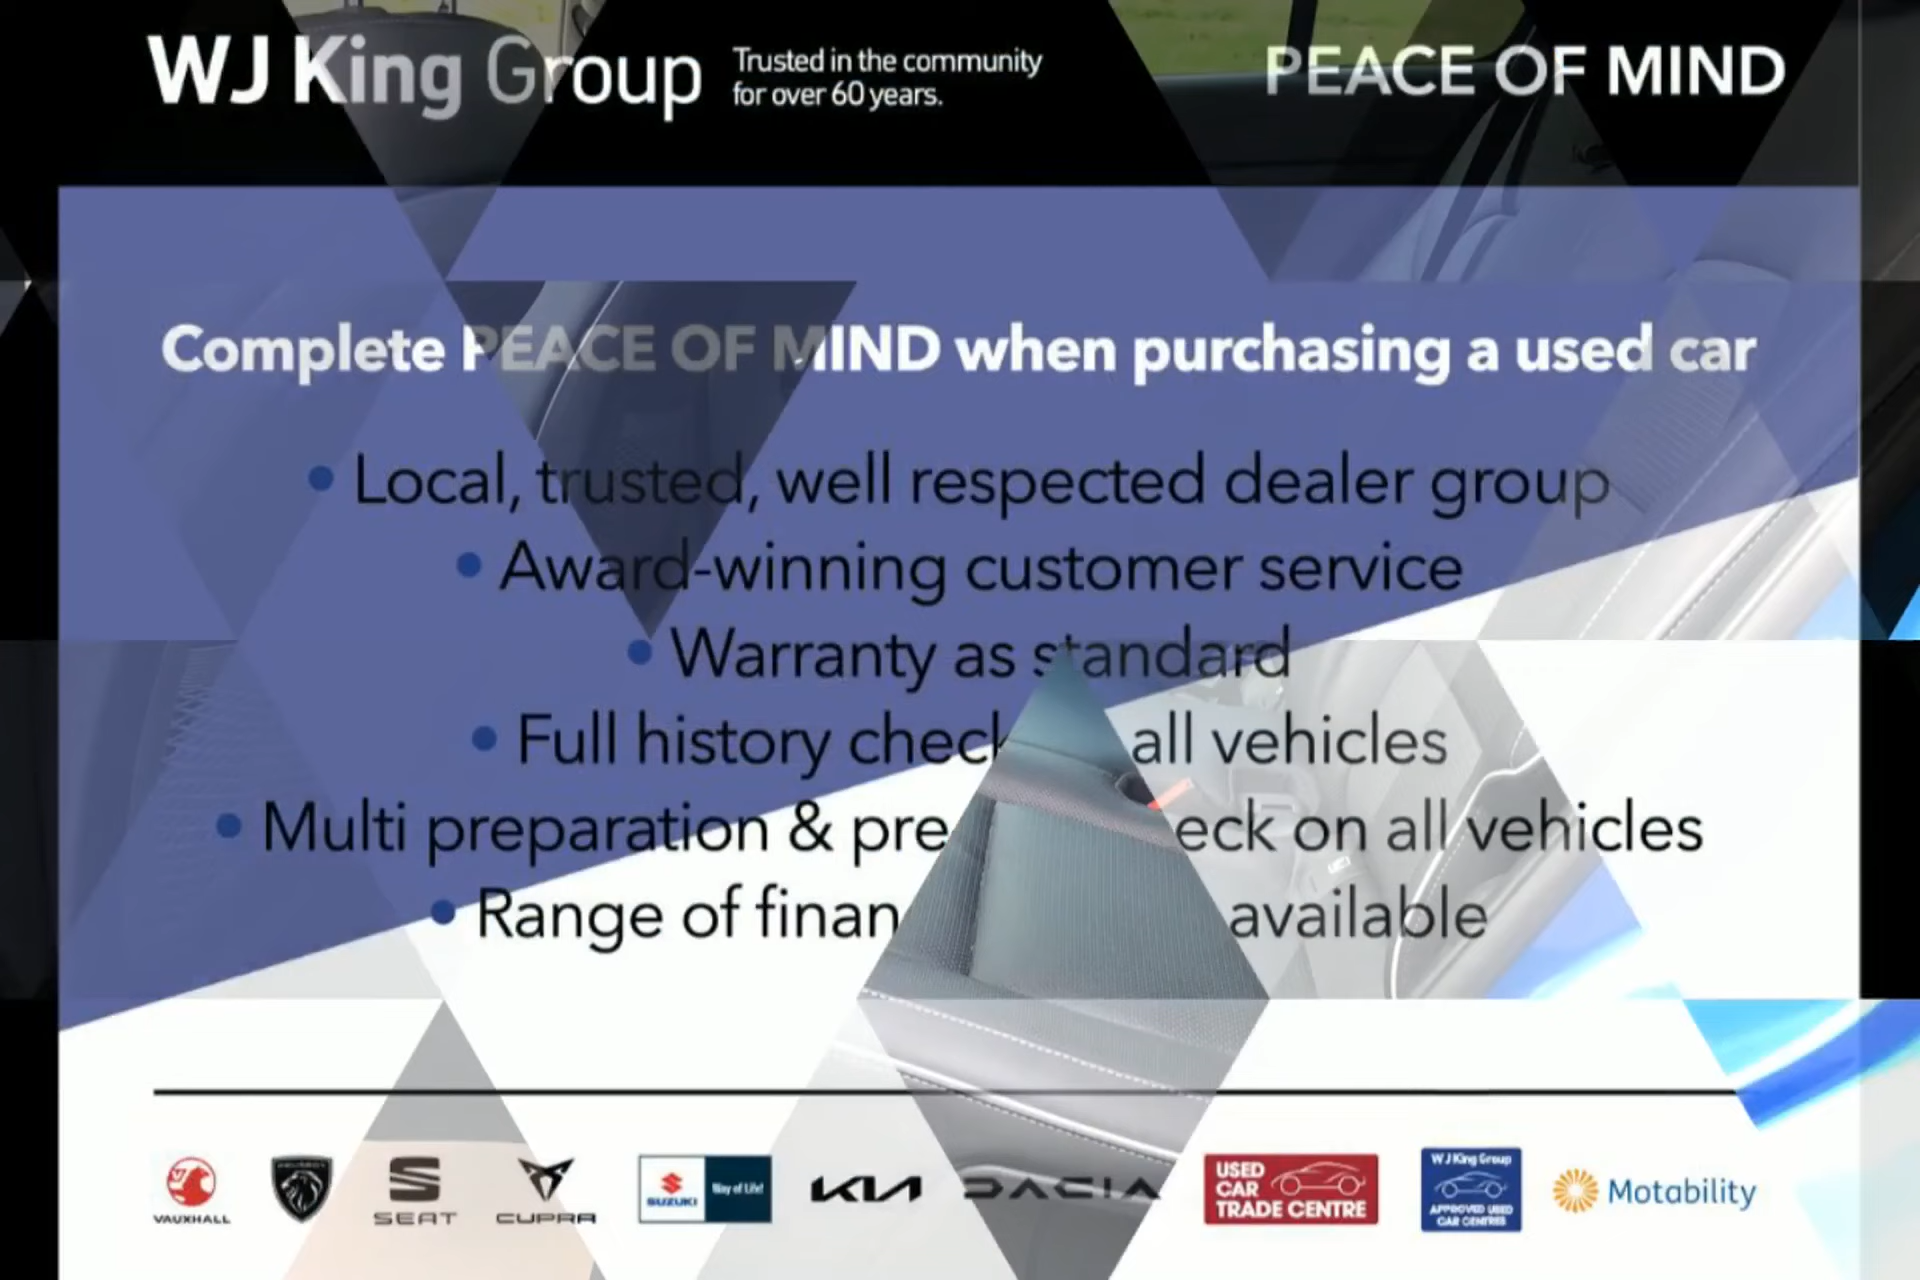 WJ King Group
Trusted in the community
for over 60 years.
PEACE OF MIND
Complete PEACE OF MIND when purchasing a used car
• Local, trusted, well respected dealer group
• Award-winning customer service
• Warranty as standard
• Full history check all vehicles
• Multi preparation & pre eck on all vehicles
• Range of finan available
VAUXHALL
PEUGEOT
SEAT
CUPRA
SUZUKI
Way of Life!
KIA
DACIA
USED
CAR
TRADE CENTRE
WJ King Group
APPROVED USED
CAR CENTRES
Motability